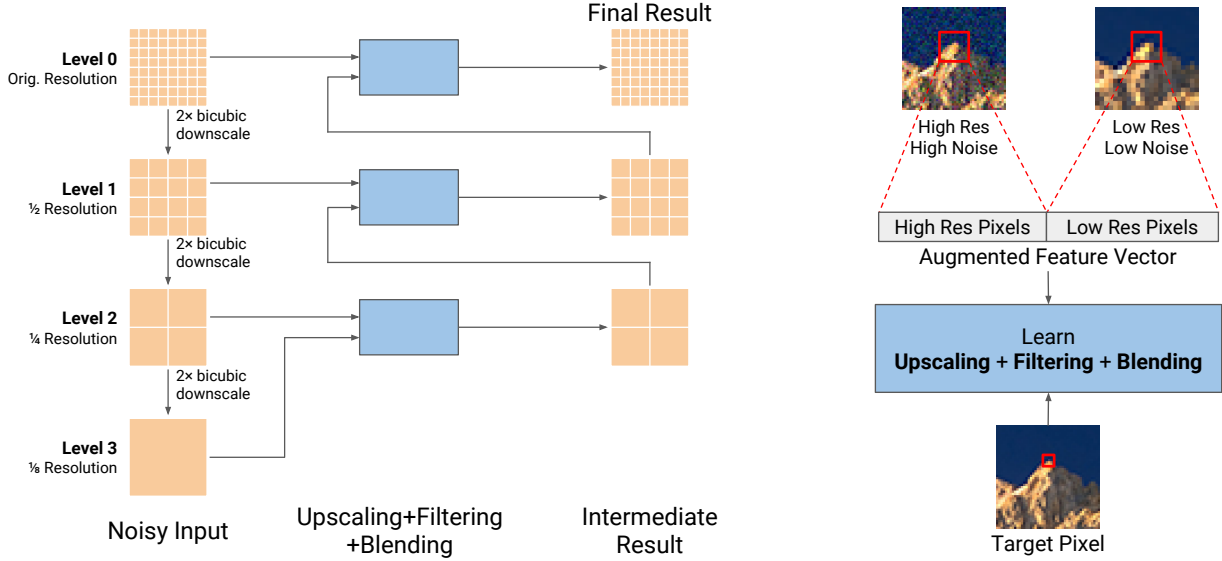 Final Result
Level 0
Orig. Resolution
2× bicubic
downscale
Level 1
½ Resolution
2× bicubic
downscale
Level 2
¼ Resolution
2× bicubic
downscale
Level 3
⅛ Resolution
Noisy Input
Upscaling+Filtering
+Blending
Intermediate
Result
High Res
High Noise
Low Res
Low Noise
High Res Pixels
Low Res Pixels
Augmented Feature Vector
Learn
Upscaling + Filtering + Blending
Target Pixel